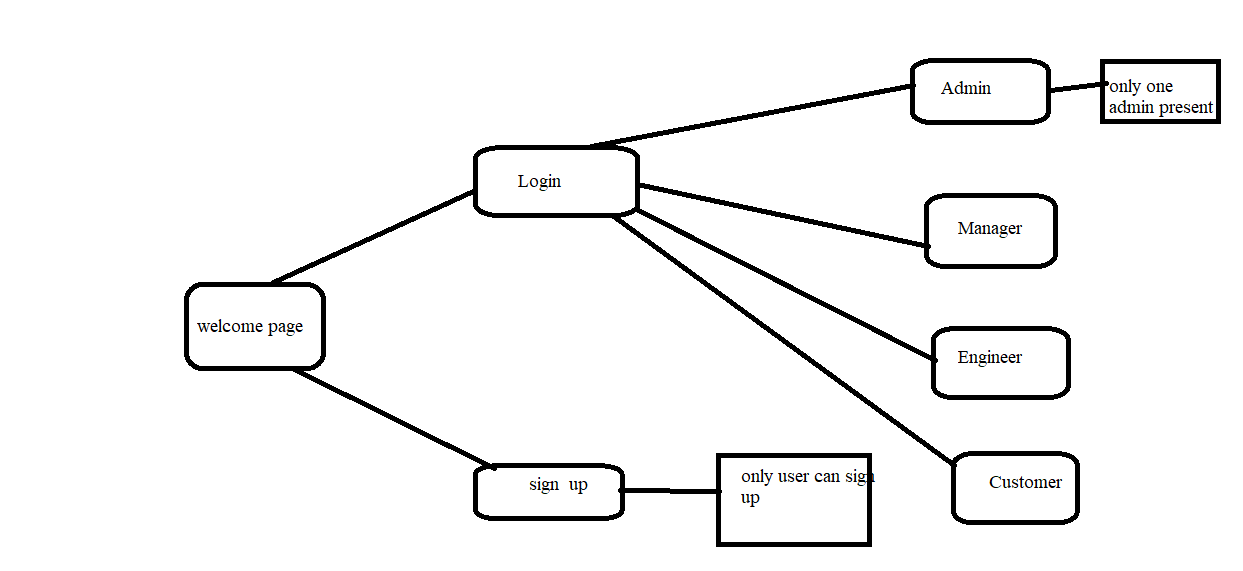 Admin
only one
admin present
Login
Manager
welcome page
Engineer
sign  up
only user can sign
up
Customer